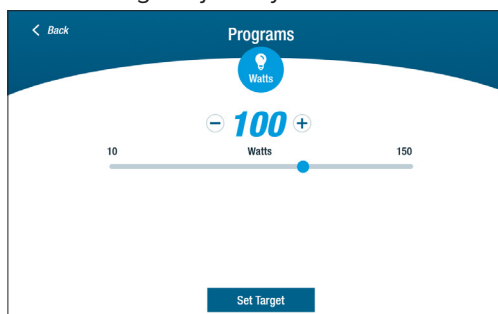 Back
Programs
Watts
- 100 +
10 Watts 150
Set Target